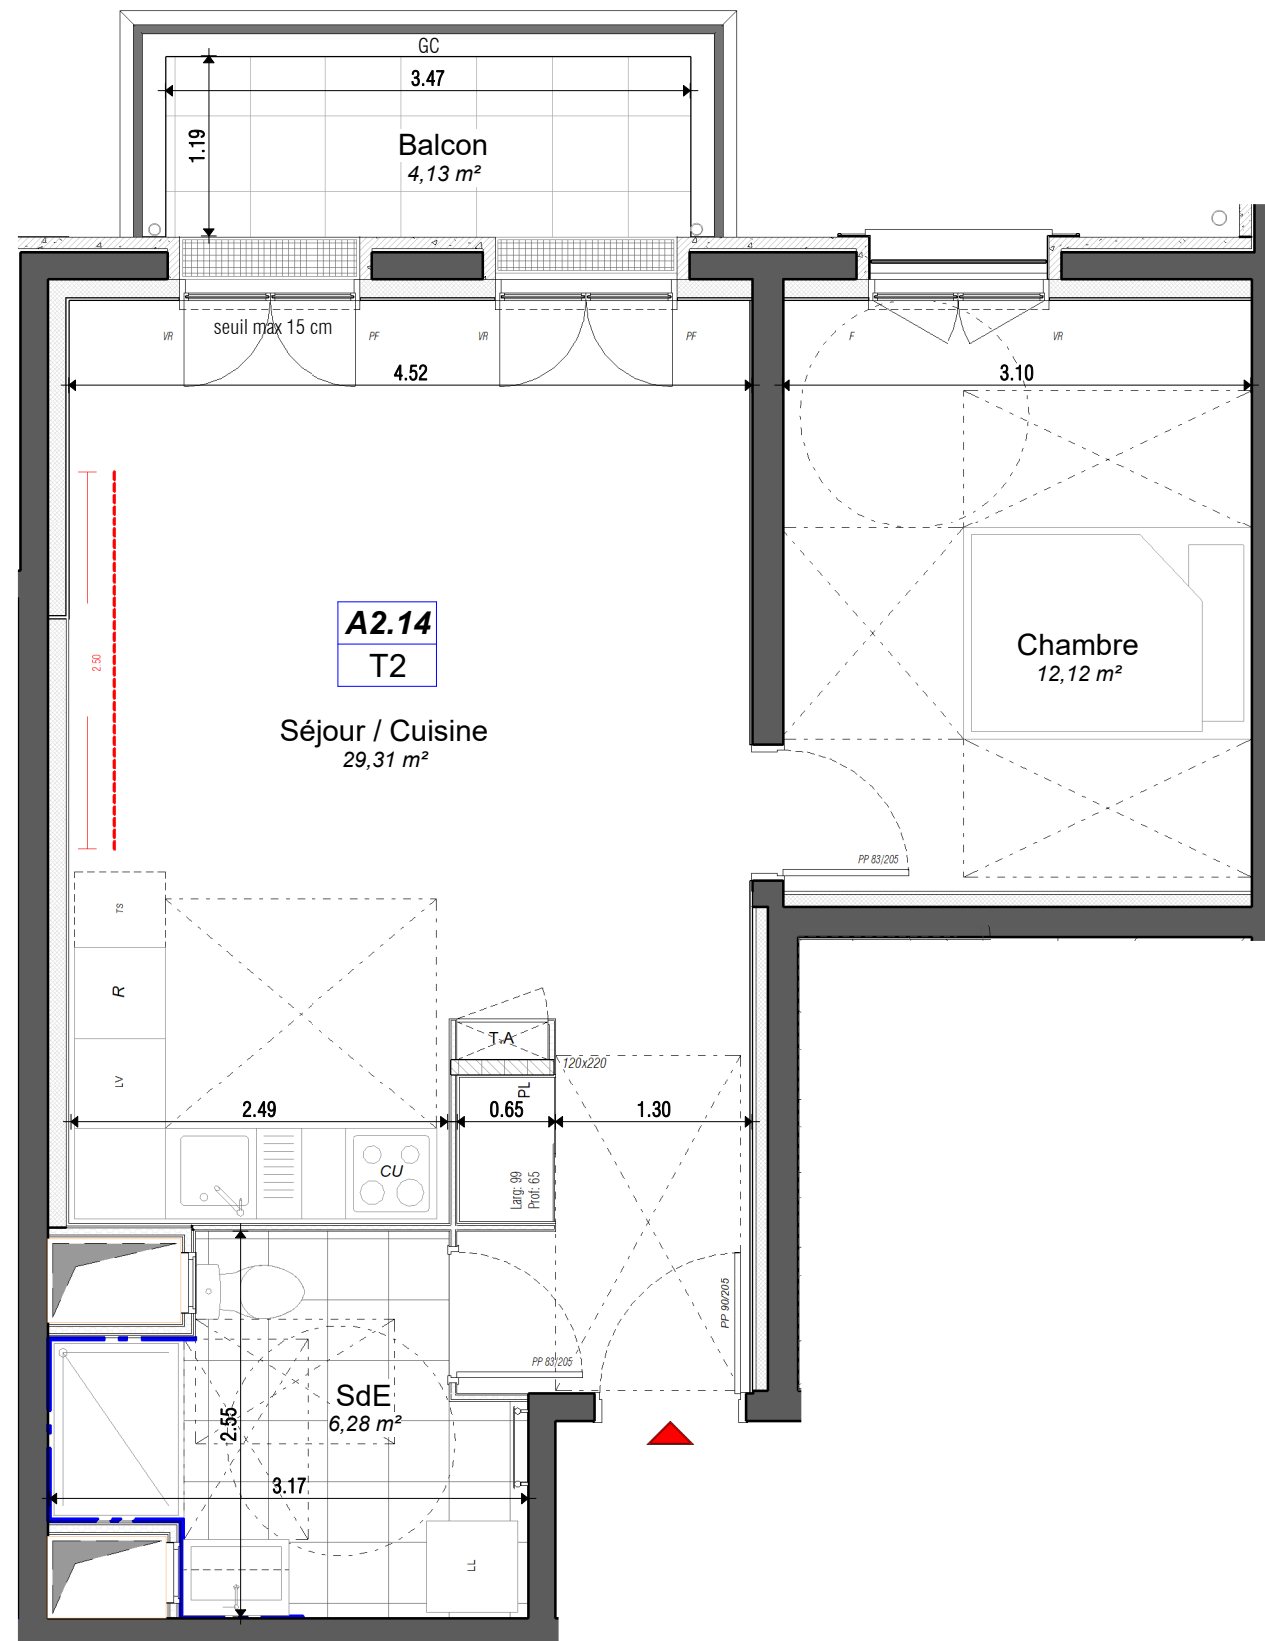 GC
3.47
1.19
Balcon
4,13 m²
seuil max 15 cm
VR
PF
VR
PF
F
VR
4.52
3.10
2.50
A2.14
T2
Séjour / Cuisine
29,31 m²
Chambre
12,12 m²
PP 83/205
TS
R
LV
T.A
120x220
PL
2.49
0.65
1.30
CU
Larg: 99
Prof: 65
PP 90/205
PP 83/205
SdE
6,28 m²
2.55
3.17
LL